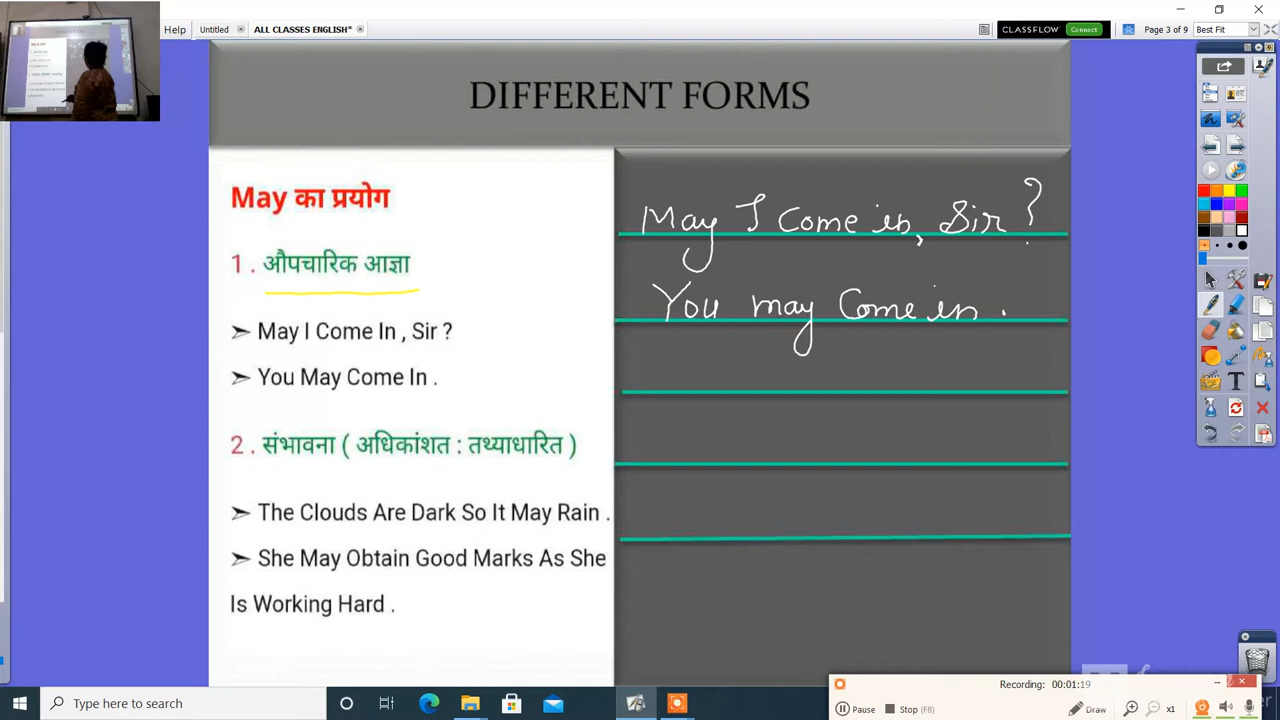 Help
Untitled
ALL CLASSES ENGLISH*
CLASSFLOW
Connect
Page 3 of 9
Best Fit
DIFFERENT FORMS
May का प्रयोग
1 . औपचारिक आज्ञा
➢ May I Come In , Sir ?
➢ You May Come In .
2 . संभावना ( अधिकांशत : तथ्याधारित )
➢ The Clouds Are Dark So It May Rain .
➢ She May Obtain Good Marks As She
Is Working Hard .
May I Come in, Sir ?
You may Come in .
Recording: 00:01:19
Pause
Stop (F8)
Draw
x1
Type here to search